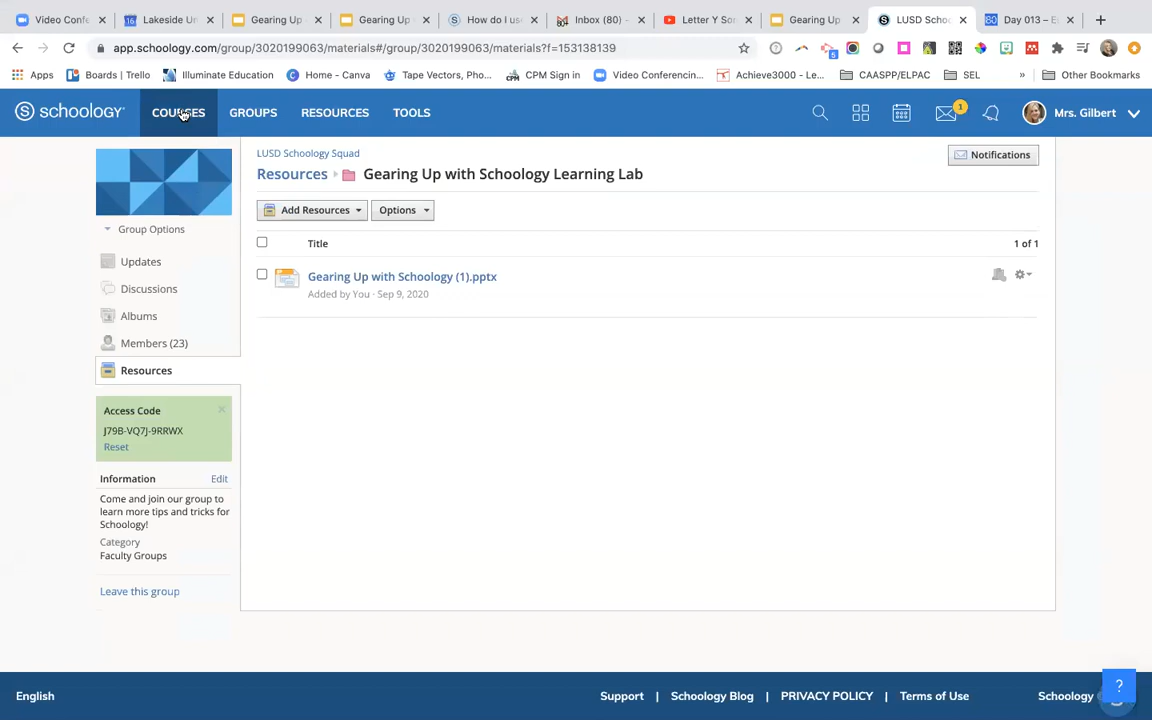 Video Confe
16 Lakeside Un
Gearing Up
Gearing Up
How do I us
Inbox (80) –
Letter Y Son
Gearing Up
LUSD Schoo
80 Day 013 – E
app.schoology.com/group/3020199063/materials#/group/3020199063/materials?f=153138139
5
Apps
Boards | Trello
Illuminate Education
Home - Canva
Tape Vectors, Pho...
CPM CPM Sign in
Video Conferencin...
Achieve3000 - Le...
CAASPP/ELPAC
SEL
»
Other Bookmarks
S schoology
COURSES
GROUPS
RESOURCES
TOOLS
1
Mrs. Gilbert
LUSD Schoology Squad
Notifications
Resources
Gearing Up with Schoology Learning Lab
Group Options
Add Resources
Options
Title
1 of 1
Updates
Gearing Up with Schoology (1).pptx
Added by You · Sep 9, 2020
Discussions
Albums
Members (23)
Resources
Access Code
J79B-VQ7J-9RRWX
Reset
Information
Edit
Come and join our group to
learn more tips and tricks for
Schoology!
Category
Faculty Groups
Leave this group
English
Support | Schoology Blog | PRIVACY POLICY | Terms of Use
Schoology
?